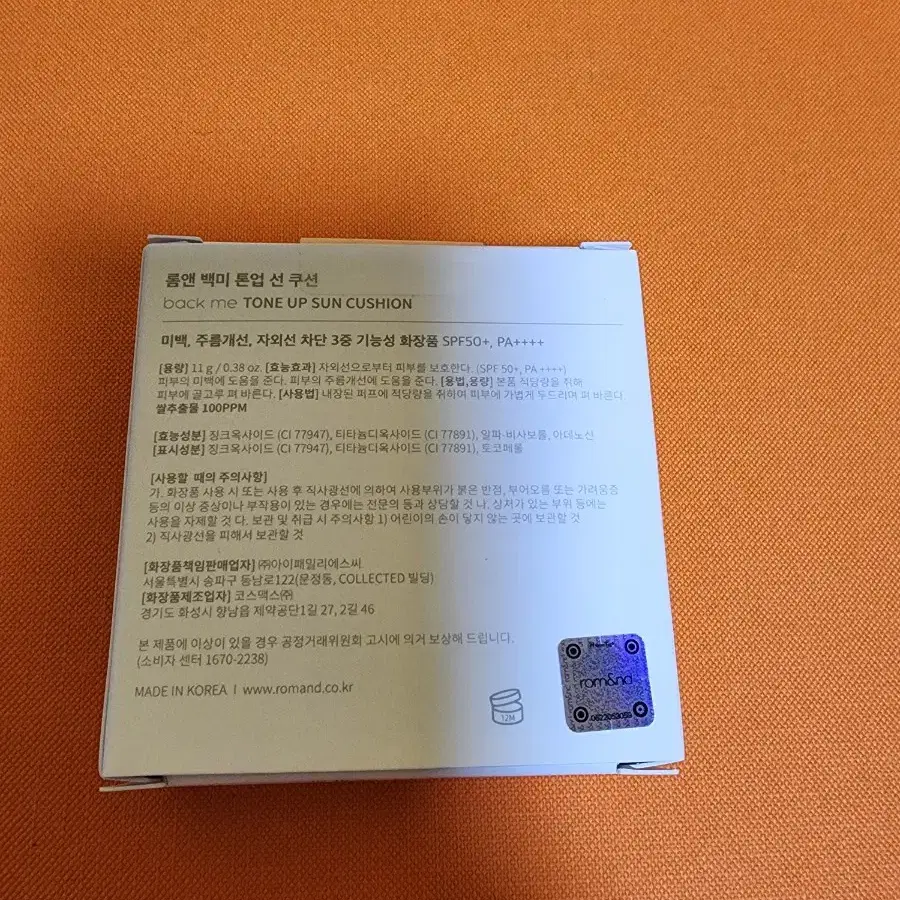 롬앤 백미 톤업 선 쿠션
back me TONE UP SUN CUSHION
미백, 주름개선, 자외선 차단 3중 기능성 화장품 SPF50+, PA++++
[용량] 11 g / 0.38 oz. [효능효과] 자외선으로부터 피부를 보호한다. (SPF 50+, PA ++++)
피부의 미백에 도움을 준다. 피부의 주름개선에 도움을 준다. [용법,용량] 본품 적당량을 취해
피부에 골고루 펴 바른다. [사용법] 내장된 퍼프에 적당량을 취하여 피부에 가볍게 두드리며 펴 바른다.
쌀추출물 100PPM
[효능성분] 징크옥사이드 (CI 77947), 티타늄디옥사이드 (CI 77891), 알파-비사보롤, 아데노신
[표시성분] 징크옥사이드 (CI 77947), 티타늄디옥사이드 (CI 77891), 토코페롤
[사용할 때의 주의사항]
가. 화장품 사용 시 또는 사용 후 직사광선에 의하여 사용부위가 붉은 반점, 부어오름 또는 가려움증
등의 이상 증상이나 부작용이 있는 경우에는 전문의 등과 상담할 것 나. 상처가 있는 부위 등에는
사용을 자제할 것 다. 보관 및 취급 시 주의사항 1) 어린이의 손이 닿지 않는 곳에 보관할 것
2) 직사광선을 피해서 보관할 것
[화장품책임판매업자] ㈜아이패밀리에스씨.
서울특별시 송파구 동남로122(문정동, COLLECTED 빌딩)
[화장품제조업자] 코스맥스㈜
경기도 화성시 향남읍 제약공단1길 27, 2길 46
본 제품에 이상이 있을 경우 공정거래위원회 고시에 의거 보상해 드립니다.
(소비자 센터 1670-2238)
MADE IN KOREA I www.romand.co.kr
12M
rom&nd